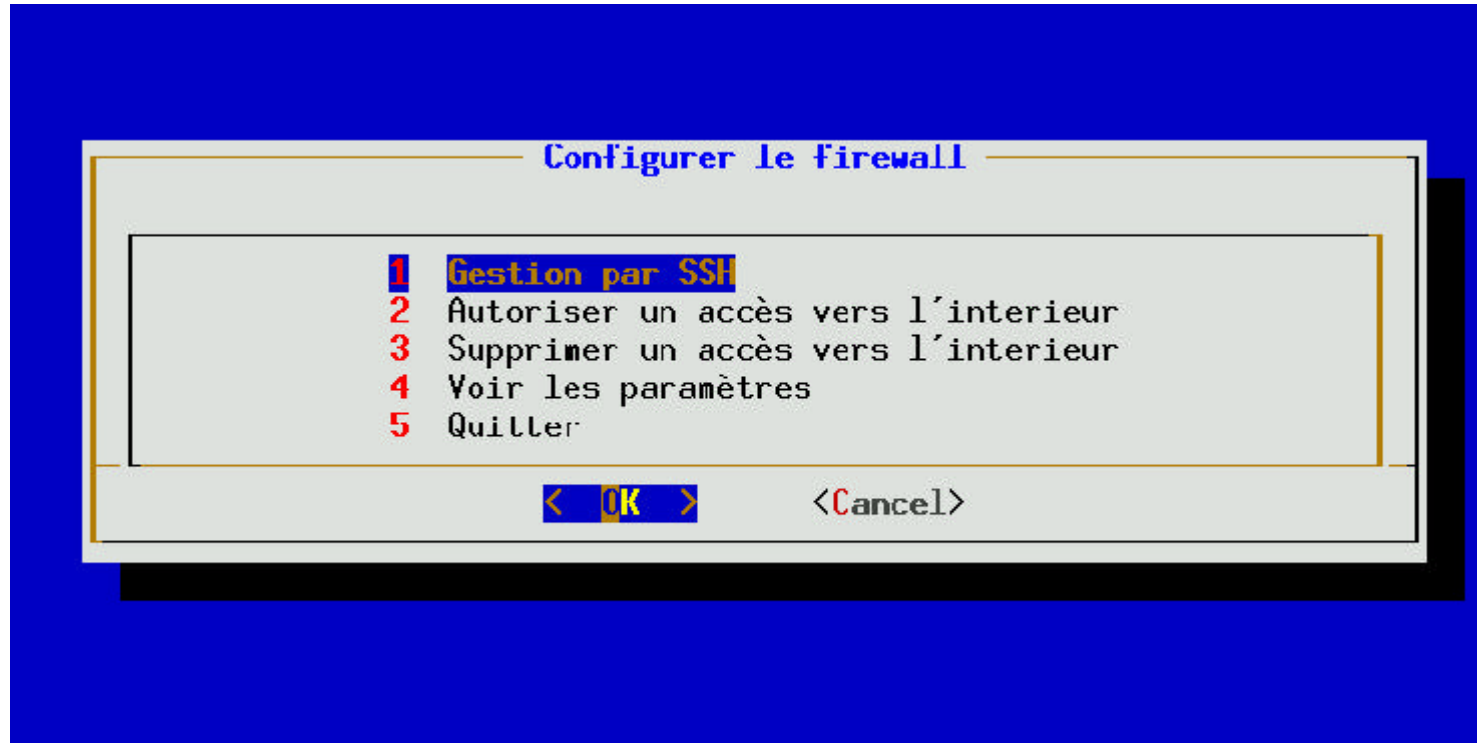 Configurer le firewall
1 Gestion par SSH
2 Autoriser un accès vers l'interieur
3 Supprimer un accès vers l'interieur
4 Voir les paramètres
5 Quitter
< OK > <Cancel>